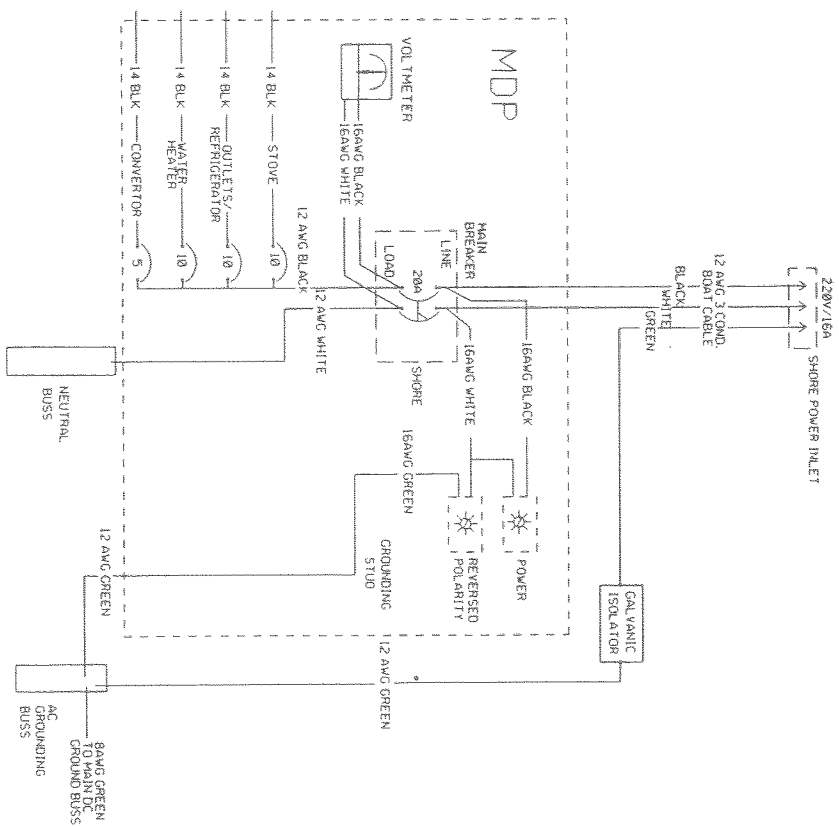 MDP
VOLTMETER
16AWG BLACK
16AWG WHITE
14 BLK
STOVE
10
14 BLK
OUTLETS/
REFRIGERATOR
10
14 BLK
WATER
HEATER
10
14 BLK
CONVERTOR
5
12 AWG BLACK
12 AWG WHITE
MAIN
BREAKER
LINE
20A
LOAD
SHORE
220V/16A
SHORE POWER INLET
12 AWG 3 COND.
BOAT CABLE
BLACK
WHITE
GREEN
16AWG BLACK
16AWG WHITE
16AWG GREEN
POWER
REVERSED
POLARITY
GROUNDING
STUD
GALVANIC
ISOLATOR
NEUTRAL
BUSS
12 AWG GREEN
12 AWG GREEN
AC
GROUNDING
BUSS
8AWG GREEN
TO MAIN DC
GROUND BUSS